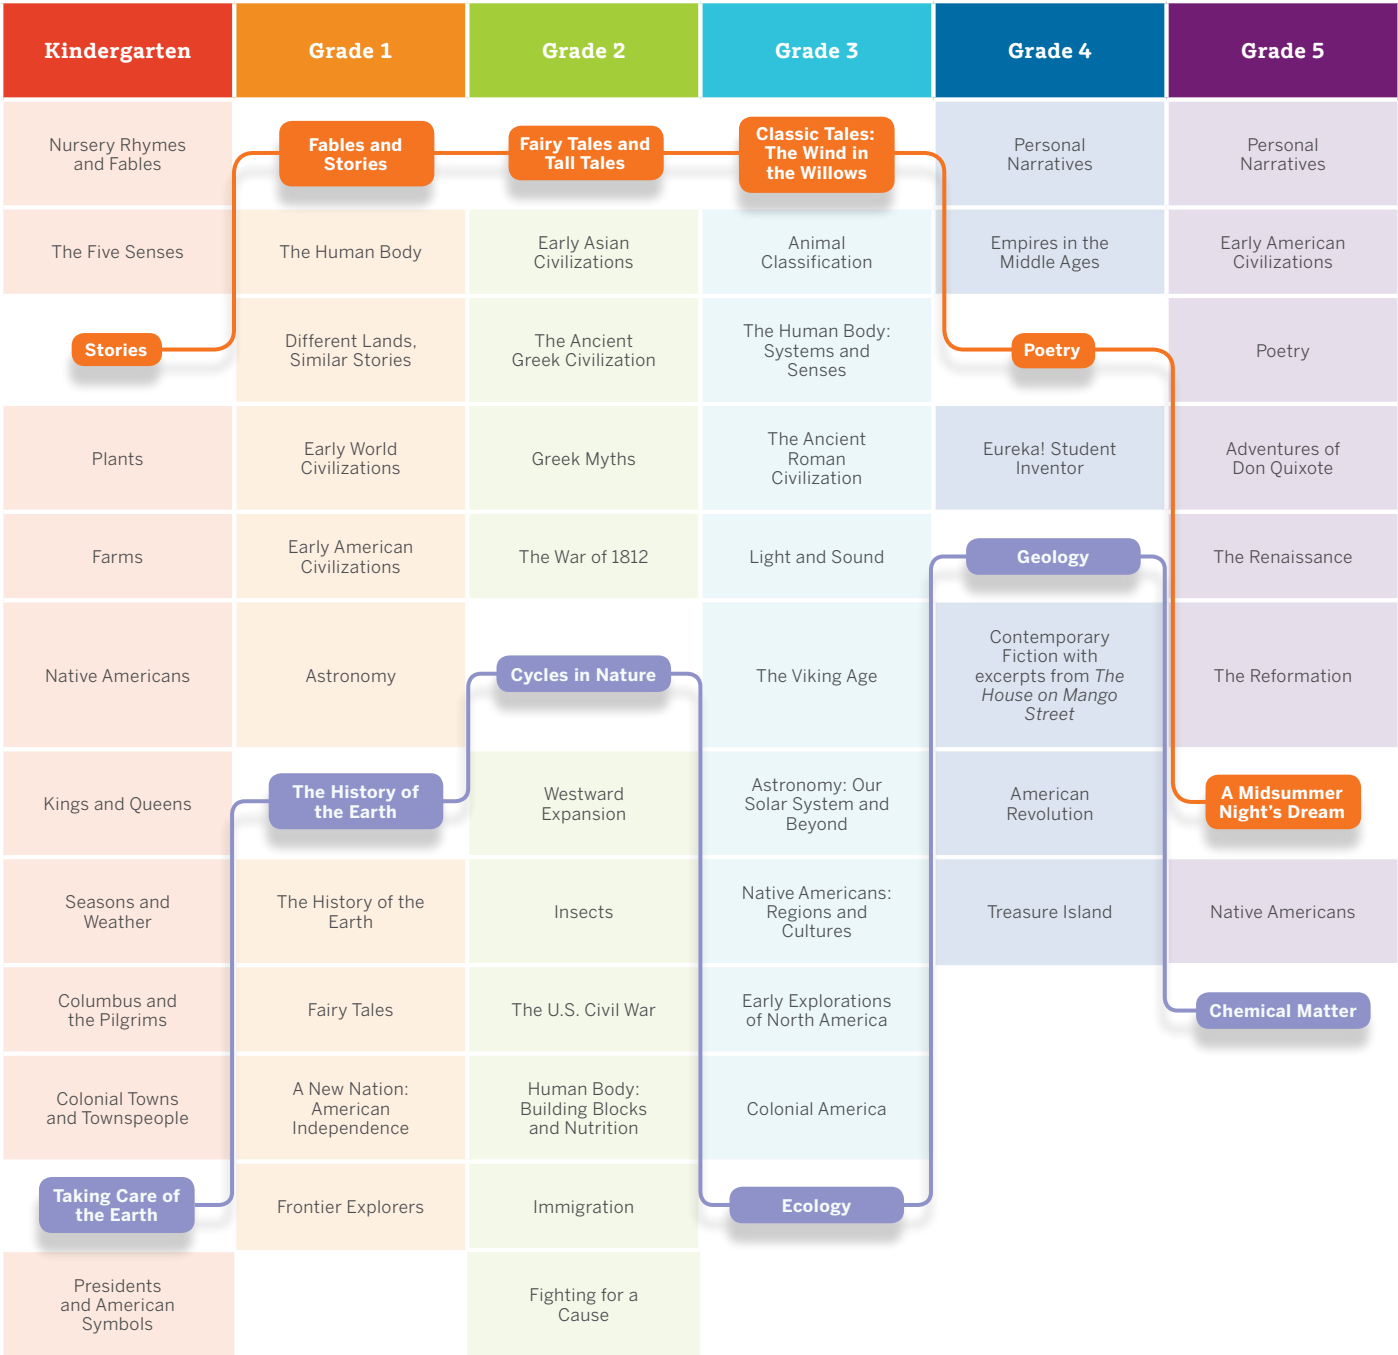 Kindergarten
Grade 1
Grade 2
Grade 3
Grade 4
Grade 5
Nursery Rhymes
and Fables
Fables and
Stories
Fairy Tales and
Tall Tales
Classic Tales:
The Wind in
the Willows
Personal
Narratives
Personal
Narratives
The Five Senses
The Human Body
Early Asian
Civilizations
Animal
Classification
Empires in the
Middle Ages
Early American
Civilizations
Stories
Different Lands,
Similar Stories
The Ancient
Greek Civilization
The Human Body:
Systems and
Senses
Poetry
Poetry
Plants
Early World
Civilizations
Greek Myths
The Ancient
Roman
Civilization
Eureka! Student
Inventor
Adventures of
Don Quixote
Farms
Early American
Civilizations
The War of 1812
Light and Sound
Geology
The Renaissance
Native Americans
Astronomy
Cycles in Nature
The Viking Age
Contemporary
Fiction with
excerpts from The
House on Mango
Street
The Reformation
Kings and Queens
The History of
the Earth
Westward
Expansion
Astronomy: Our
Solar System and
Beyond
American
Revolution
A Midsummer
Night's Dream
Seasons and
Weather
The History of the
Earth
Insects
Native Americans:
Regions and
Cultures
Treasure Island
Native Americans
Columbus and
the Pilgrims
Fairy Tales
The U.S. Civil War
Early Explorations
of North America
Chemical Matter
Colonial Towns
and Townspeople
A New Nation:
American
Independence
Human Body:
Building Blocks
and Nutrition
Colonial America
Taking Care of
the Earth
Frontier Explorers
Immigration
Ecology
Presidents
and American
Symbols
Fighting for a
Cause